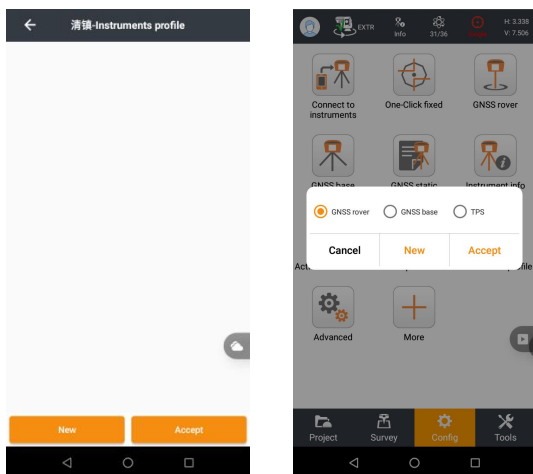 清镇-Instruments profile
New
Accept
EXTR
Info
31/36
H: 3.338
V: 7.506
Connect to
instruments
One-Click fixed
GNSS rover
GNSS base
GNSS static
Instrument info
GNSS rover
GNSS base
TPS
Cancel
New
Accept
Act
file
Advanced
More
Project
Survey
Config
Tools